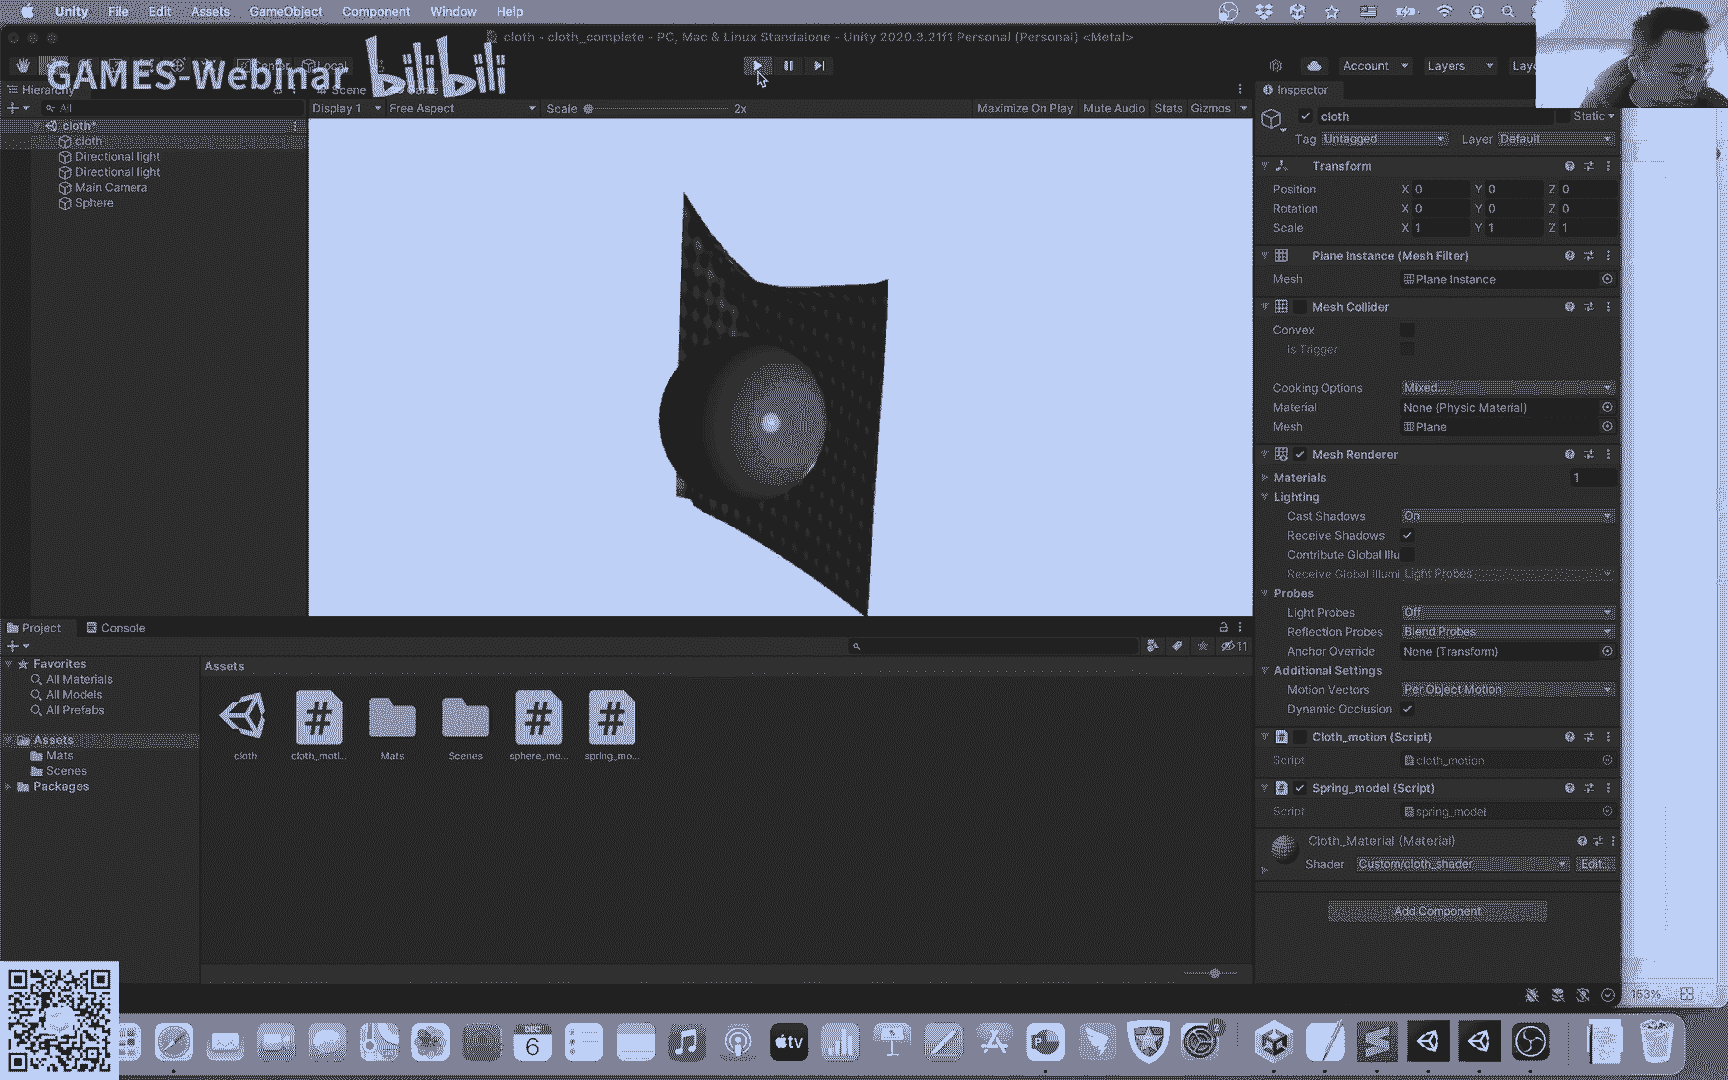 Unity File Edit Assets GameObject Component Window Help
cloth - cloth_complete - PC, Mac & Linux Standalone - Unity 2020.3.21f1 Personal (Personal) <Metal>
GAMES-Webinar bilibili
Center Local
Account Layers
Hierarchy
Scene
All
Display 1 Free Aspect Scale 2x Maximize On Play Mute Audio Stats Gizmos
cloth*
cloth
Directional light
Directional light
Main Camera
Sphere
Inspector
cloth Static
Tag Untagged Layer Default
Transform
Position X 0 Y 0 Z 0
Rotation X 0 Y 0 Z 0
Scale X 1 Y 1 Z 1
Plane Instance (Mesh Filter)
Mesh Plane Instance
Mesh Collider
Convex
Is Trigger
Cooking Options Mixed...
Material None (Physic Material)
Mesh Plane
Mesh Renderer
Materials 1
Lighting
Cast Shadows On
Receive Shadows
Contribute Global Illu
Receive Global Illumi Light Probes
Probes
Light Probes Off
Reflection Probes Blend Probes
Anchor Override None (Transform)
Additional Settings
Motion Vectors Per Object Motion
Dynamic Occlusion
Cloth_motion (Script)
Script cloth_motion
Spring_model (Script)
Script spring_model
Cloth_Material (Material)
Shader Custom/cloth_shader Edit...
Add Component
Project Console
11
Favorites
All Materials
All Models
All Prefabs
Assets
Mats
Scenes
Packages
Assets
cloth cloth_moti... Mats Scenes sphere_mo... spring_mo...
153%
DEC
6
tv